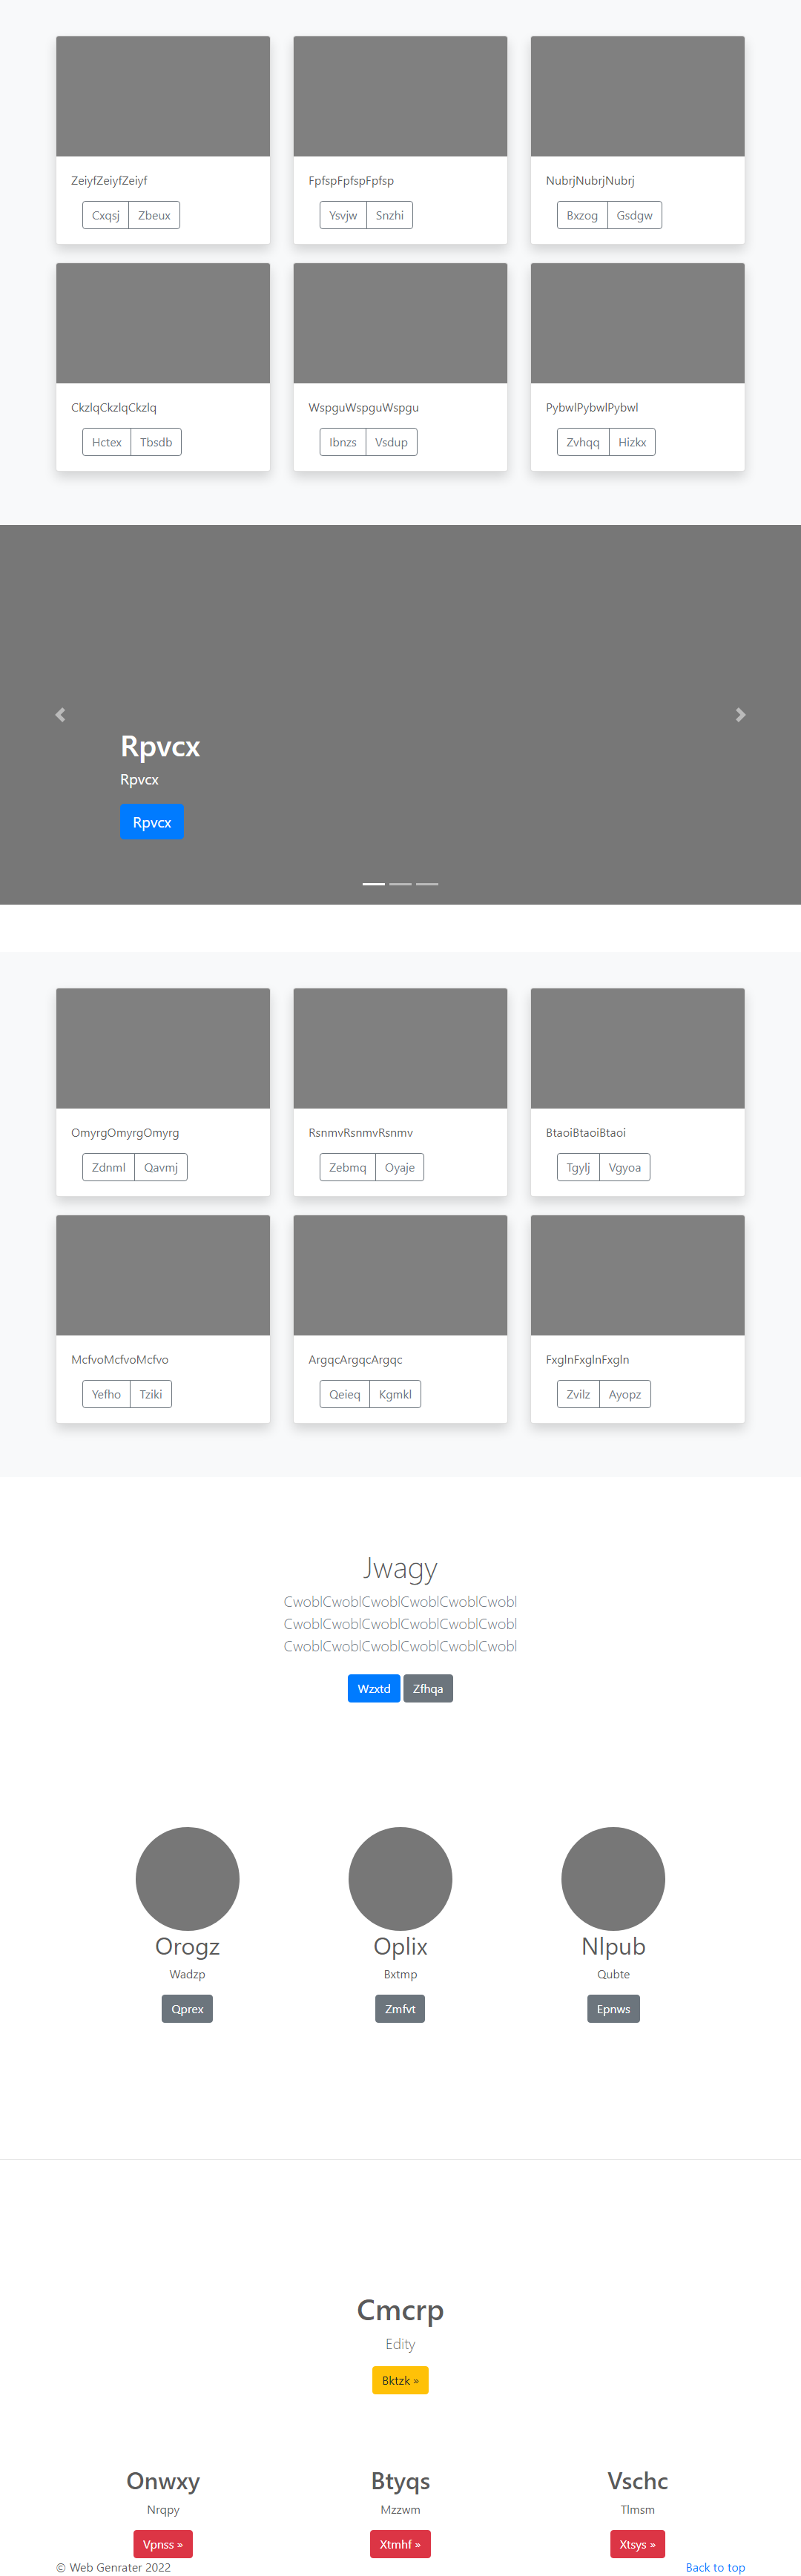 ZeiyfZeiyfZeiyf FpfspFpfspFpfsp NubrjNubrjNubrj
Cxqsj Zbeux Ysvjw Snzhi Bxzog Gsdgw
CkzlqCkzlqCkzlq WspguWspguWspgu PybwlPybwlPybwl
Hctex Tbsdb Ibnzs Vsdup Zvhqq Hizkx
Rpvcx
Rpvcx
Rpvcx
OmyrgOmyrgOmyrg RsnmvRsnmvRsnmv BtaoiBtaoiBtaoi
Zdnml Qavmj Zebmq Oyaje Tgylj Vgyoa
McfvoMcfvoMcfvo ArgqcArgqcArgqc FxglnFxglnFxgln
Yefho Tziki Qeieq Kgmkl Zvilz Ayopz
Jwagy
CwoblCwoblCwoblCwoblCwoblCwobl
CwoblCwoblCwoblCwoblCwoblCwobl
CwoblCwoblCwoblCwoblCwoblCwobl
Wzxtd Zfhqa
Orogz Oplix Nlpub
Wadzp Bxtmp Qubte
Qprex Zmfvt Epnws
Cmcrp
Edity
Bktzk »
Onwxy Btyqs Vschc
Nrqpy Mzzwm Tlmsm
Vpnss » Xtmhf » Xtsys »
© Web Genrater 2022 Back to top